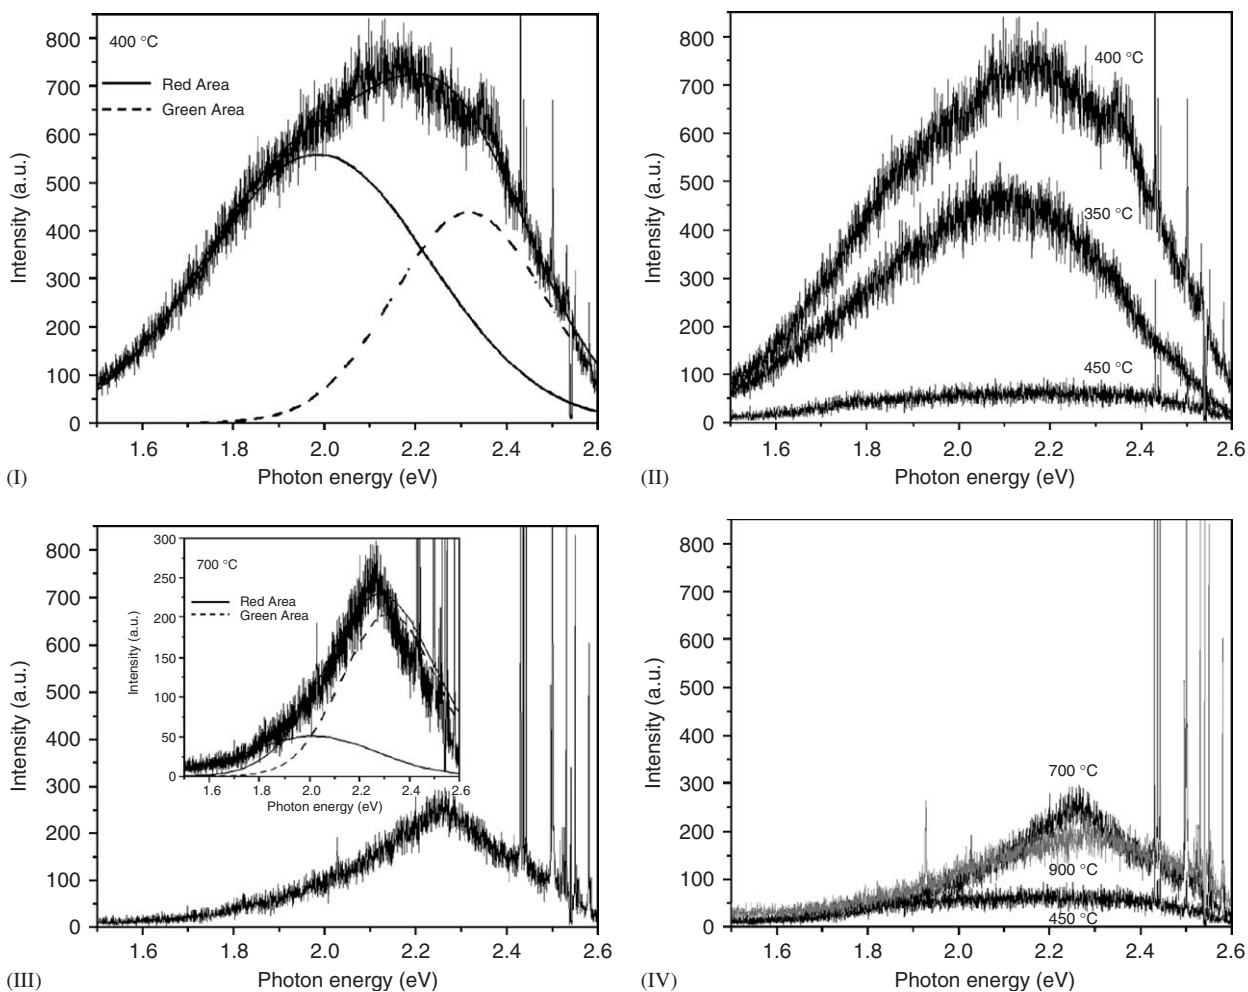 800
700
600
500
400
300
200
100
0
Intensity (a.u.)
400 °C
Red Area
Green Area
1.6 1.8 2.0 2.2 2.4 2.6
Photon energy (eV)
(I)
800
700
600
500
400
300
200
100
0
Intensity (a.u.)
400 °C
350 °C
450 °C
1.6 1.8 2.0 2.2 2.4 2.6
Photon energy (eV)
(II)
800
700
600
500
400
300
200
100
0
Intensity (a.u.)
300
250
225
150
100
50
0
Intensity (a.u.)
700 °C
Red Area
Green Area
1.6 1.8 2.0 2.2 2.4 2.6
Photon energy (eV)
1.6 1.8 2.0 2.2 2.4 2.6
Photon energy (eV)
(III)
800
700
600
500
400
300
200
100
0
Intensity (a.u.)
700 °C
900 °C
450 °C
1.6 1.8 2.0 2.2 2.4 2.6
Photon energy (eV)
(IV)